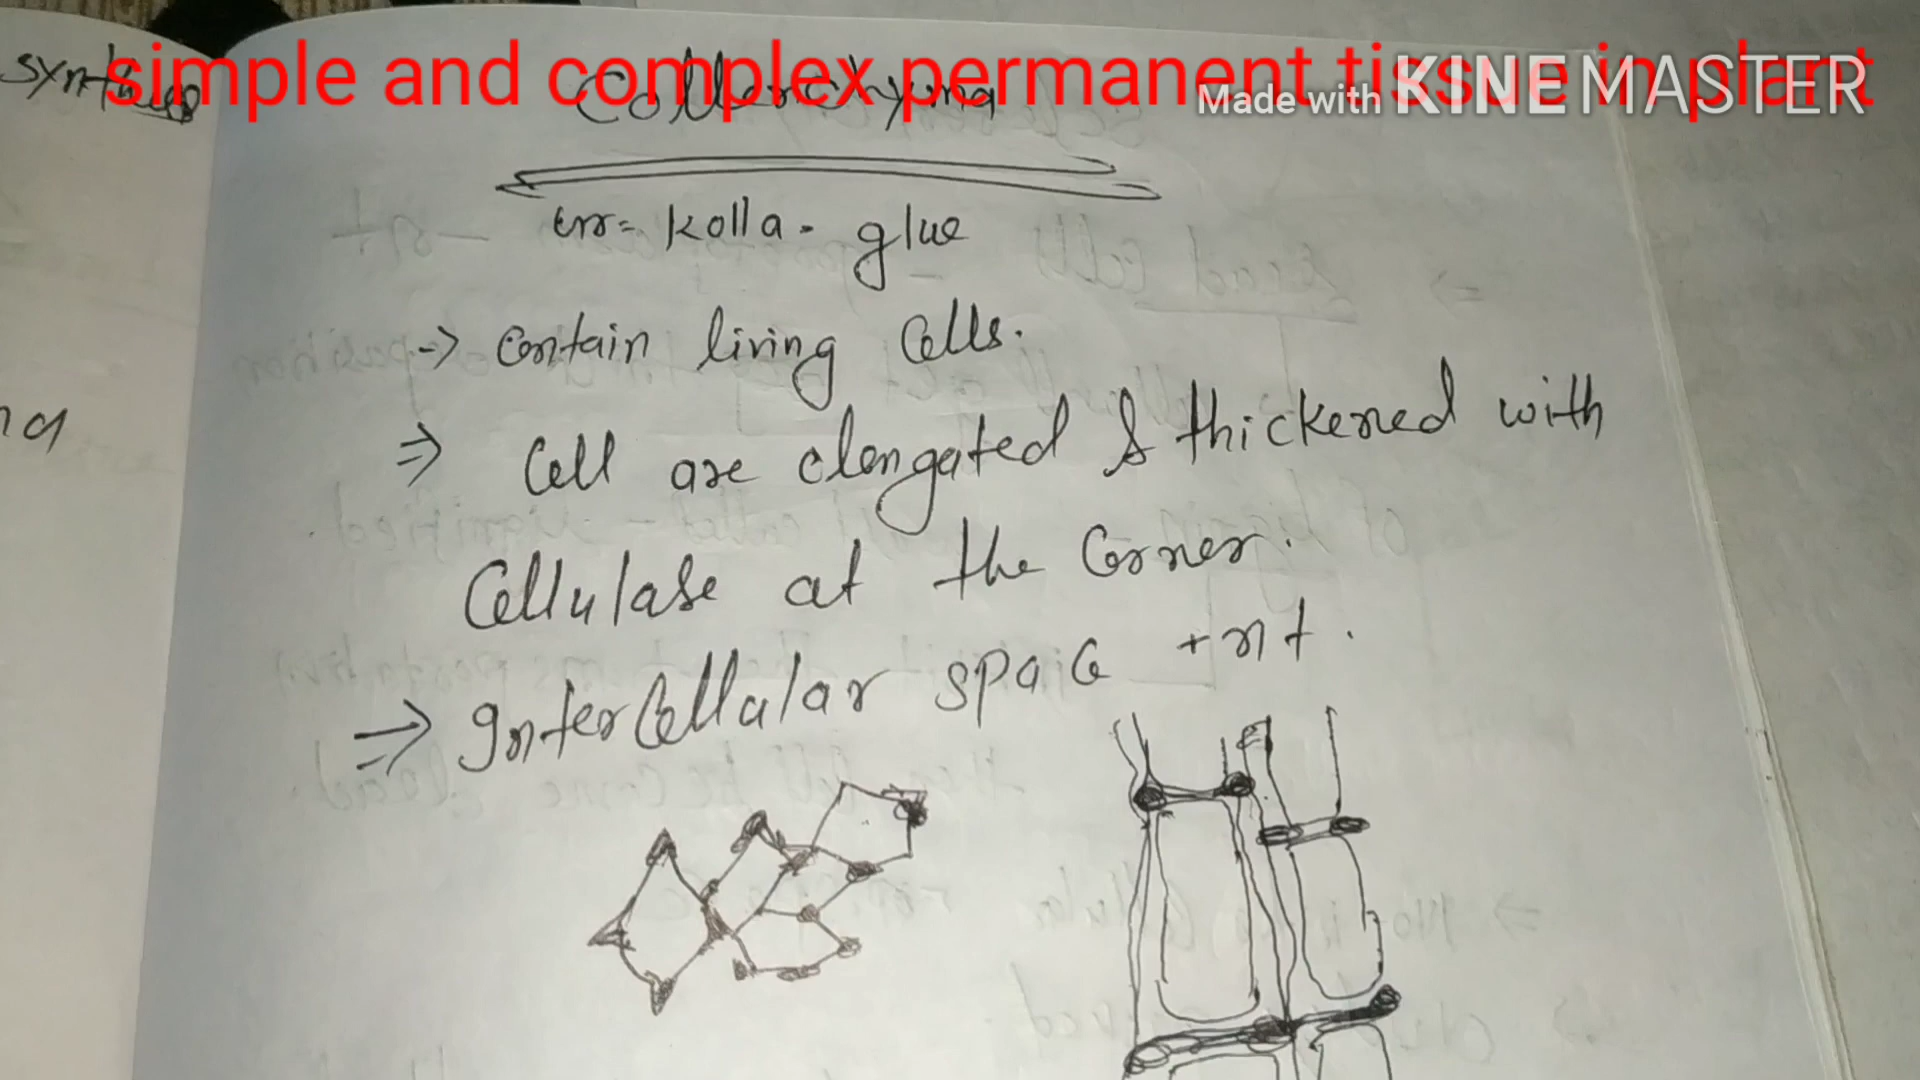 simple and complex permanent tissue in plant
Made with KINEMASTER
Collenchyma
Kolla - glue
-> Contain living Cells.
=> Cell are elongated & thickened with
Cellulase at the Corner.
=> Intercellular space +nt.